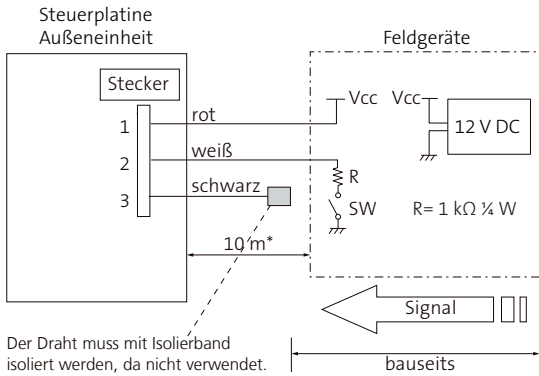 Steuerplatine
Außeneinheit
Feldgeräte
Stecker
Vcc
Vcc
1
rot
12 V DC
2
weiß
R
3
schwarz
SW
R= 1 kΩ ¼ W
10 m*
Signal
Der Draht muss mit Isolierband
isoliert werden, da nicht verwendet.
bauseits